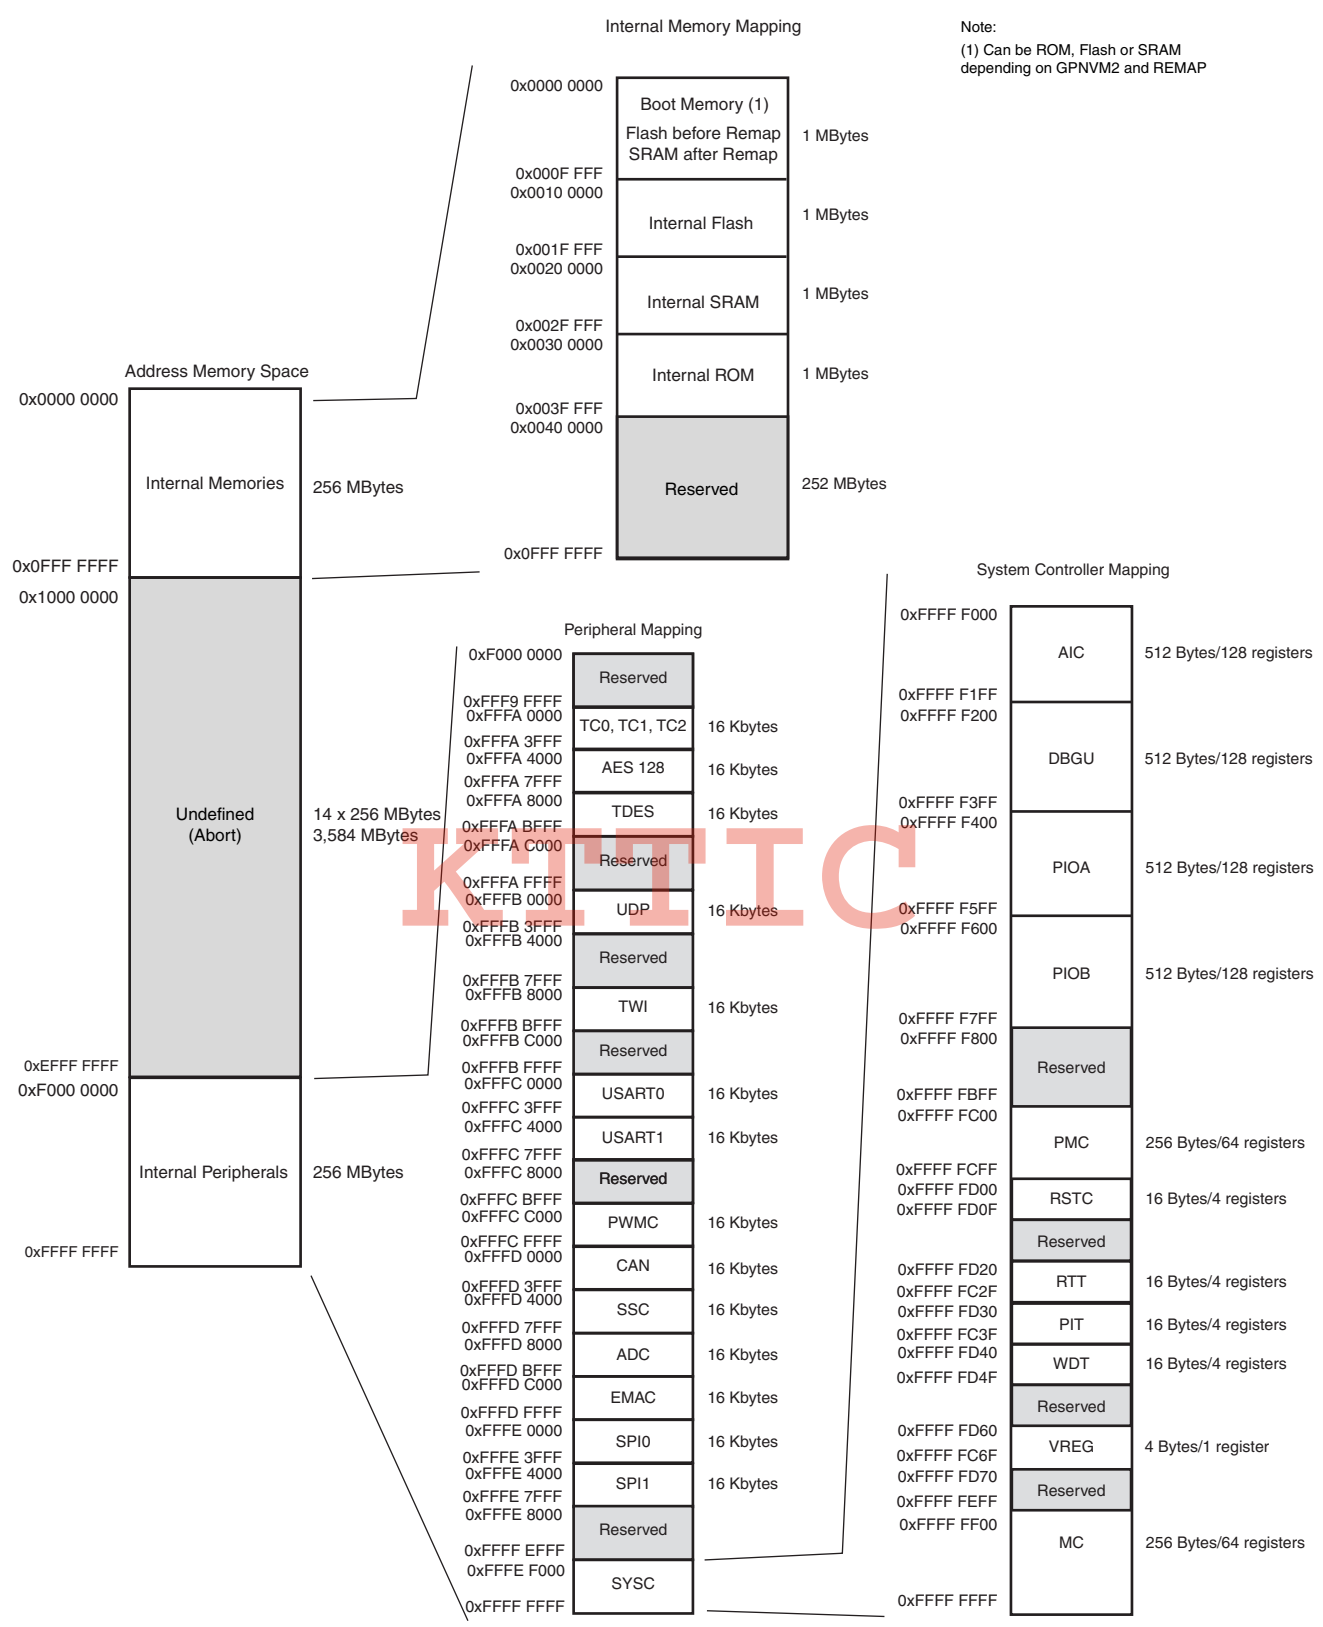 Internal Memory Mapping
Note:
(1) Can be ROM, Flash or SRAM
depending on GPNVM2 and REMAP
0x0000 0000
Boot Memory (1)
Flash before Remap
SRAM after Remap
1 MBytes
0x000F FFF
0x0010 0000
Internal Flash
1 MBytes
0x001F FFF
0x0020 0000
Internal SRAM
1 MBytes
0x002F FFF
0x0030 0000
Internal ROM
1 MBytes
0x003F FFF
0x0040 0000
Reserved
252 MBytes
0x0FFF FFFF
Address Memory Space
0x0000 0000
Internal Memories
256 MBytes
0x0FFF FFFF
0x1000 0000
Undefined
(Abort)
14 x 256 MBytes
3,584 MBytes
0xEFFF FFFF
0xF000 0000
Internal Peripherals
256 MBytes
0xFFFF FFFF
Peripheral Mapping
0xF000 0000
Reserved
0xFFF9 FFFF
0xFFFA 0000
TC0, TC1, TC2
16 Kbytes
0xFFFA 3FFF
0xFFFA 4000
AES 128
16 Kbytes
0xFFFA 7FFF
0xFFFA 8000
TDES
16 Kbytes
0xFFFA BFFF
0xFFFA C000
Reserved
0xFFFA FFFF
0xFFFB 0000
UDP
16 Kbytes
0xFFFB 3FFF
0xFFFB 4000
Reserved
0xFFFB 7FFF
0xFFFB 8000
TWI
16 Kbytes
0xFFFB BFFF
0xFFFB C000
Reserved
0xFFFB FFFF
0xFFFC 0000
USART0
16 Kbytes
0xFFFC 3FFF
0xFFFC 4000
USART1
16 Kbytes
0xFFFC 7FFF
0xFFFC 8000
Reserved
0xFFFC BFFF
0xFFFC C000
PWMC
16 Kbytes
0xFFFC FFFF
0xFFFD 0000
CAN
16 Kbytes
0xFFFD 3FFF
0xFFFD 4000
SSC
16 Kbytes
0xFFFD 7FFF
0xFFFD 8000
ADC
16 Kbytes
0xFFFD BFFF
0xFFFD C000
EMAC
16 Kbytes
0xFFFD FFFF
0xFFFE 0000
SPI0
16 Kbytes
0xFFFE 3FFF
0xFFFE 4000
SPI1
16 Kbytes
0xFFFE 7FFF
0xFFFE 8000
Reserved
0xFFFF EFFF
0xFFFE F000
SYSC
0xFFFF FFFF
System Controller Mapping
0xFFFF F000
AIC
512 Bytes/128 registers
0xFFFF F1FF
0xFFFF F200
DBGU
512 Bytes/128 registers
0xFFFF F3FF
0xFFFF F400
PIOA
512 Bytes/128 registers
0xFFFF F5FF
0xFFFF F600
PIOB
512 Bytes/128 registers
0xFFFF F7FF
0xFFFF F800
Reserved
0xFFFF FBFF
0xFFFF FC00
PMC
256 Bytes/64 registers
0xFFFF FCFF
0xFFFF FD00
RSTC
16 Bytes/4 registers
0xFFFF FD0F
Reserved
0xFFFF FD20
RTT
16 Bytes/4 registers
0xFFFF FC2F
0xFFFF FD30
PIT
16 Bytes/4 registers
0xFFFF FC3F
0xFFFF FD40
WDT
16 Bytes/4 registers
0xFFFF FD4F
Reserved
0xFFFF FD60
VREG
4 Bytes/1 register
0xFFFF FC6F
0xFFFF FD70
Reserved
0xFFFF FEFF
0xFFFF FF00
MC
256 Bytes/64 registers
0xFFFF FFFF
KTTIC